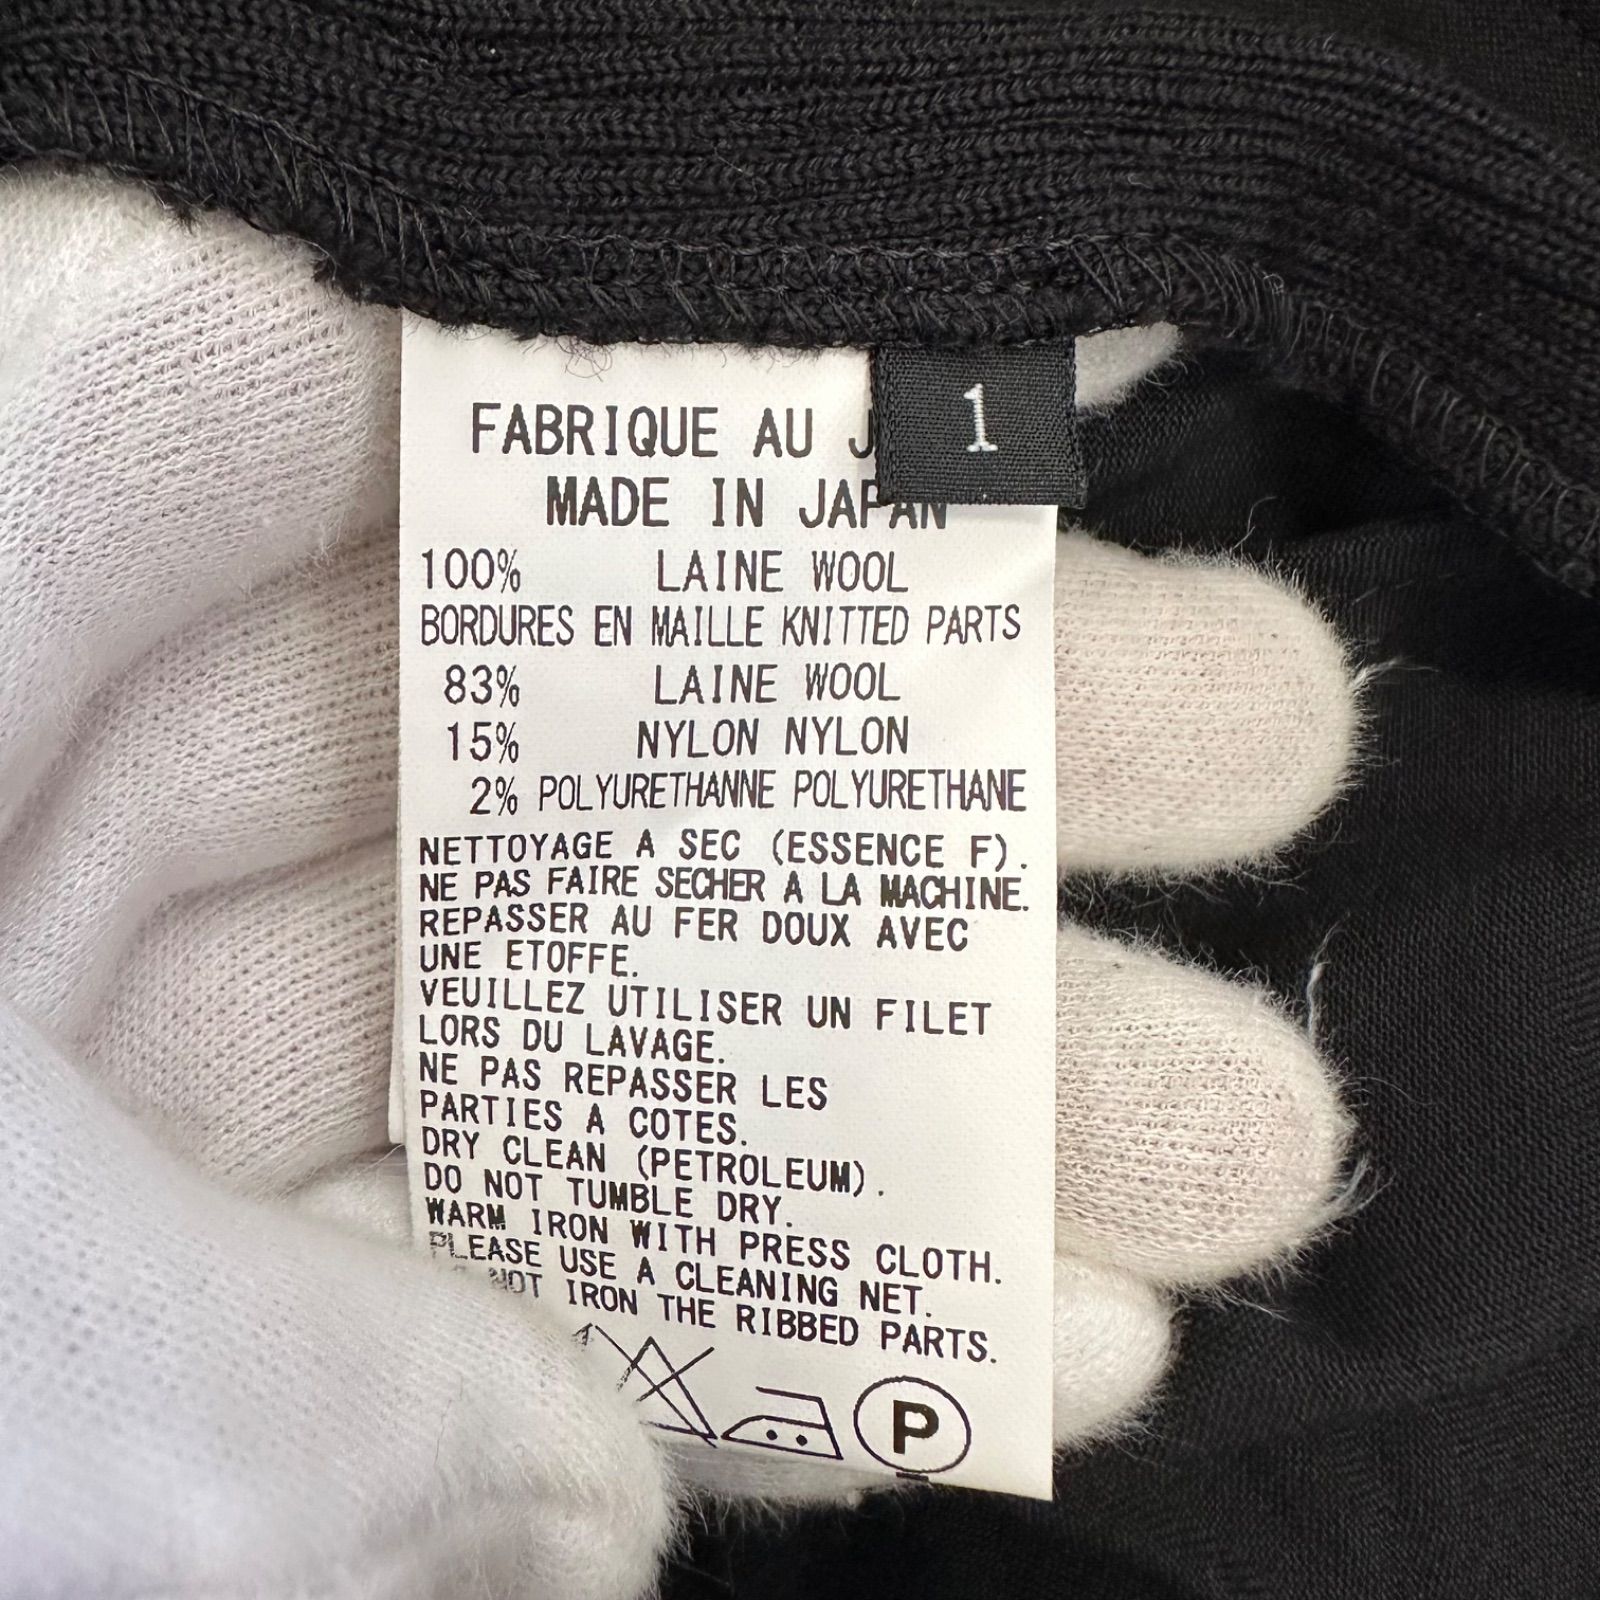 FABRIQUE AU
1
MADE IN JAPAN
100% LAINE WOOL
BORDURES EN MAILLE KNITTED PARTS
83% LAINE WOOL
15% NYLON NYLON
2% POLYURETHANNE POLYURETHANE
NETTOYAGE A SEC (ESSENCE F).
NE PAS FAIRE SECHER A LA MACHINE.
REPASSER AU FER DOUX AVEC
UNE ETOFFE.
VEUILLEZ UTILISER UN FILET
LORS DU LAVAGE.
NE PAS REPASSER LES
PARTIES A COTES.
DRY CLEAN (PETROLEUM).
DO NOT TUMBLE DRY.
WARM IRON WITH PRESS CLOTH.
PLEASE USE A CLEANING NET.
NOT IRON THE RIBBED PARTS.
P